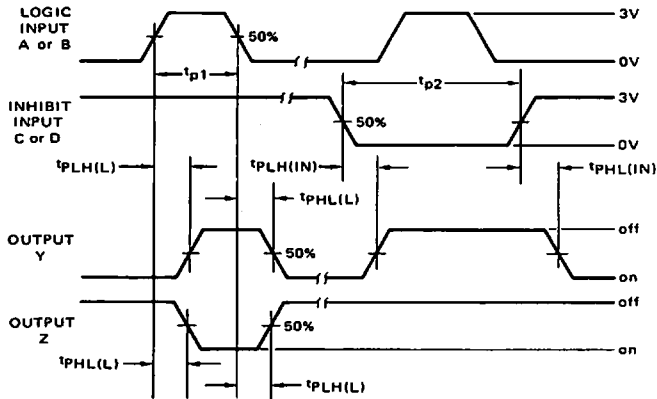 LOGIC
INPUT
A or B
3V
50%
tp1
0V
INHIBIT
INPUT
C or D
tp2
3V
50%
0V
tPLH(L)
tPLH(IN)
tPHL(L)
tPHL(IN)
OUTPUT
Y
off
50%
on
OUTPUT
Z
off
50%
on
tPHL(L)
tPLH(L)